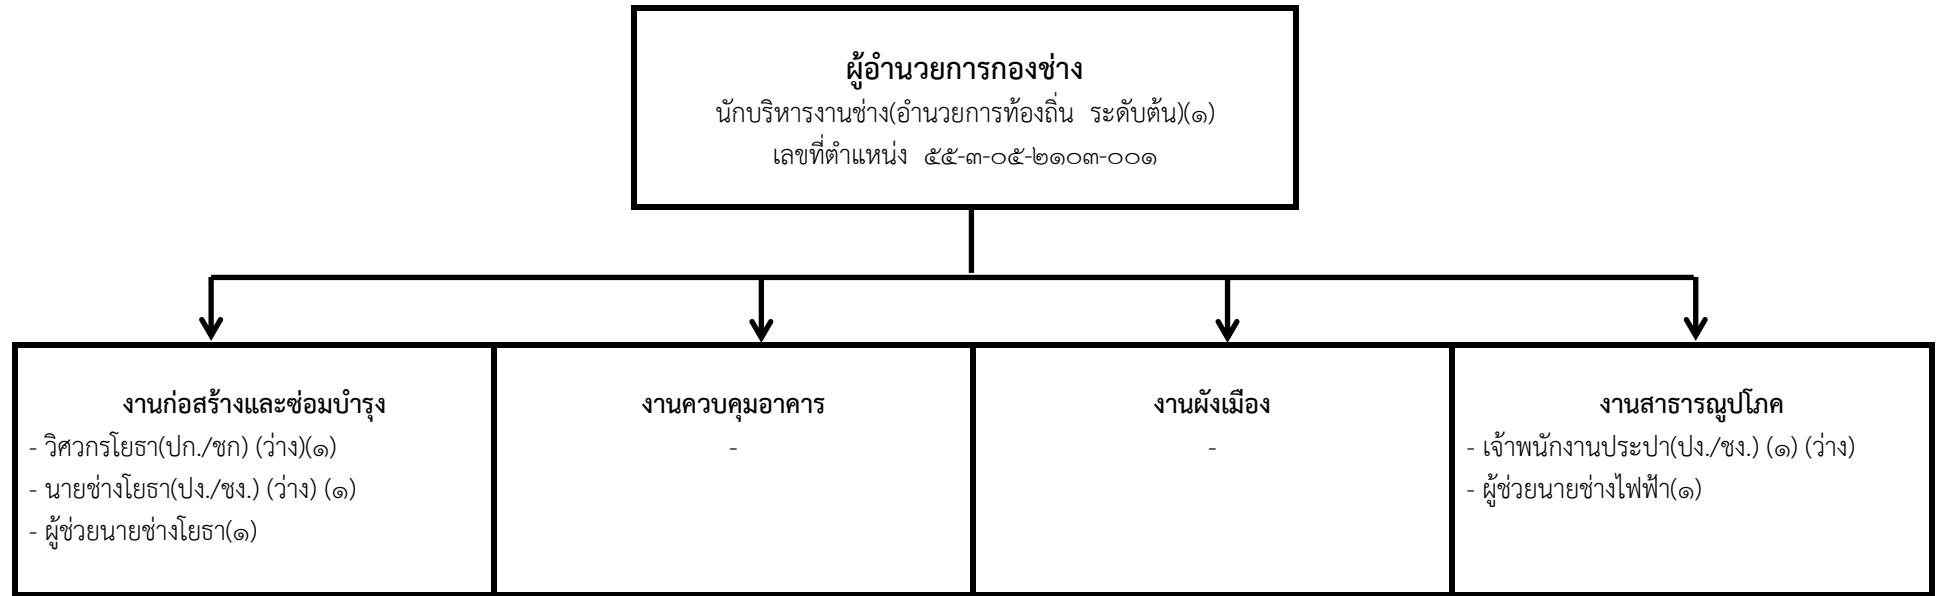 ผู้อำนวยการกองช่าง
นักบริหารงานช่าง(อำนวยการท้องถิ่น ระดับต้น)(๑)
เลขที่ตำแหน่ง ๕๕-๓-๐๕-๒๑๐๓-๐๐๑
งานก่อสร้างและซ่อมบำรุง
- วิศวกรโยธา(ปก./ชก) (ว่าง)(๑)
- นายช่างโยธา(ปง./ชง.) (ว่าง) (๑)
- ผู้ช่วยนายช่างโยธา(๑)
งานควบคุมอาคาร
-
งานผังเมือง
-
งานสาธารณูปโภค
- เจ้าพนักงานประปา(ปง./ชง.) (๑) (ว่าง)
- ผู้ช่วยนายช่างไฟฟ้า(๑)